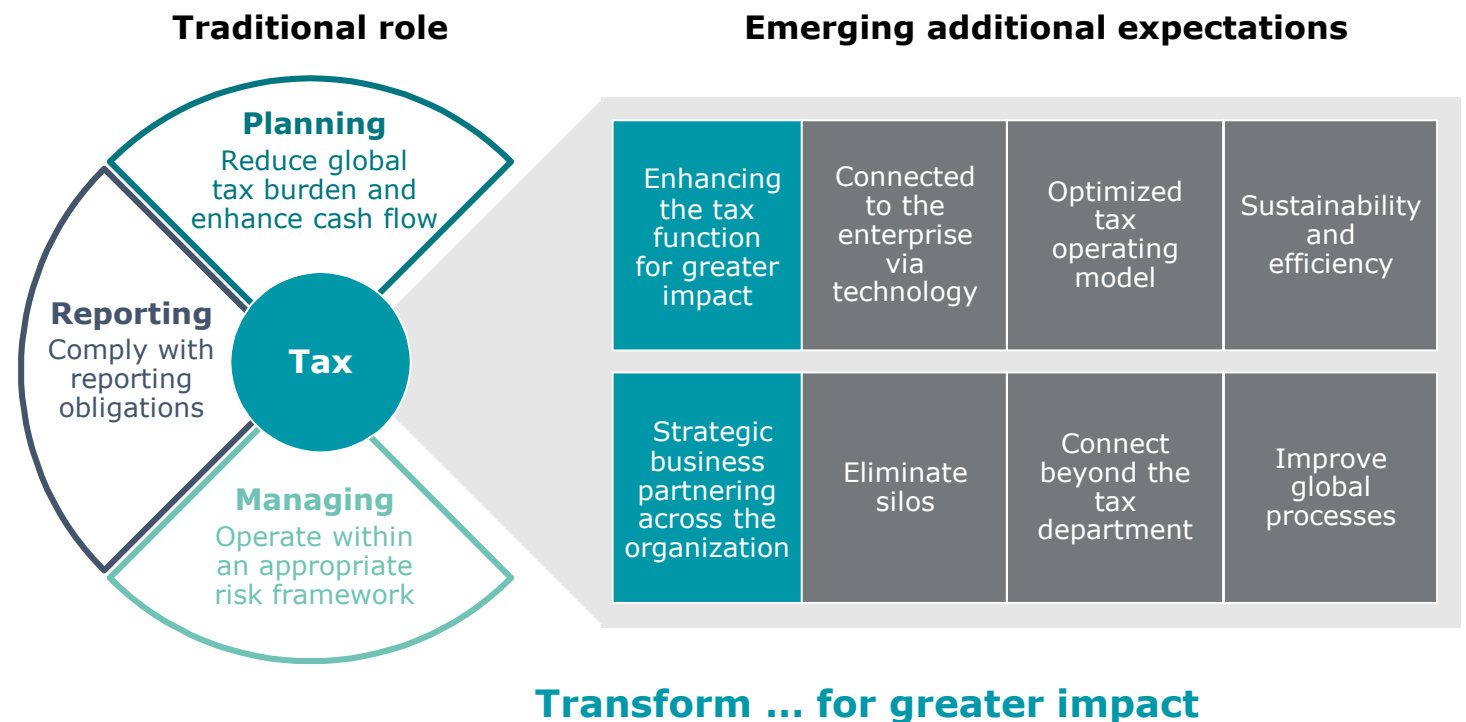 Traditional role
Planning
Reduce global
tax burden and
enhance cash flow
Reporting
Comply with
reporting
obligations
Tax
Managing
Operate within
an appropriate
risk framework
Emerging additional expectations
Enhancing
the tax
function
for greater
impact
Connected
to the
enterprise
via
technology
Optimized
tax
operating
model
Sustainability
and
efficiency
Strategic
business
partnering
across the
organization
Eliminate
silos
Connect
beyond the
tax
department
Improve
global
processes
Transform ... for greater impact